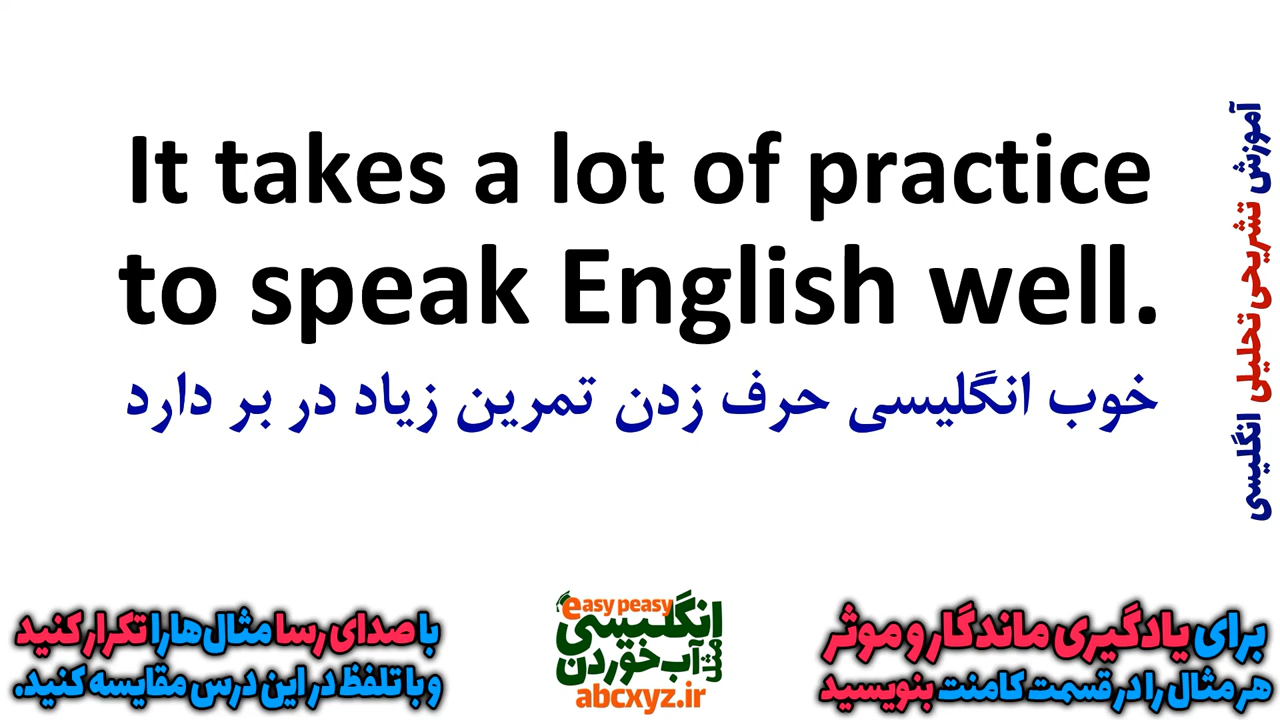 It takes a lot of practice
to speak English well.
خوب انگلیسی حرف زدن تمرین زیاد در بر دارد
آموزش تشریحی تحلیلی انگلیسی
برای یادگیری ماندگار و موثر
هر مثال را در قسمت کامنت بنویسید
easy peasy
انگلیسی
مثل آب خوردن
abcxyz.ir
با صدای رسا مثال‌ها را تکرار کنید
و با تلفظ در این درس مقایسه کنید.